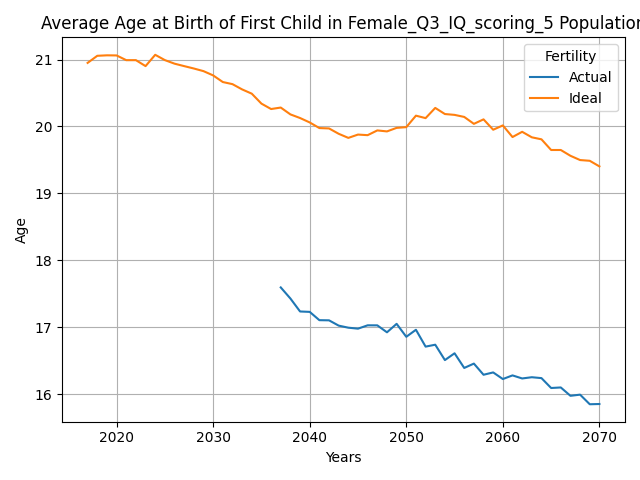 Average Age at Birth of First Child in Female_Q3_IQ_scoring_5 Population
Fertility
Actual
Ideal
Age
21
20
19
18
17
16
2020 2030 2040 2050 2060 2070
Years